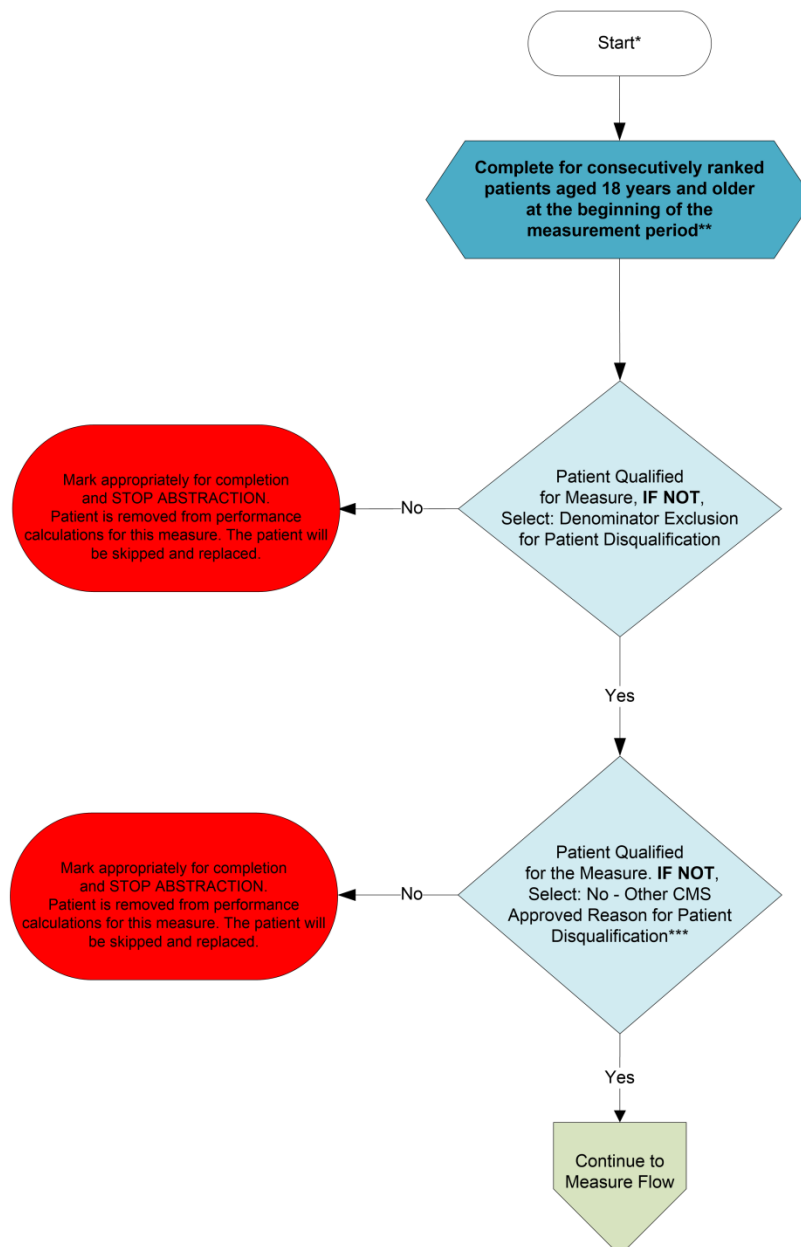 Start*
Complete for consecutively ranked
patients aged 18 years and older
at the beginning of the
measurement period**
Patient Qualified
for Measure, IF NOT,
Select: Denominator Exclusion
for Patient Disqualification
No
Mark appropriately for completion
and STOP ABSTRACTION.
Patient is removed from performance
calculations for this measure. The patient will
be skipped and replaced.
Yes
Patient Qualified
for the Measure. IF NOT,
Select: No - Other CMS
Approved Reason for Patient
Disqualification***
No
Mark appropriately for completion
and STOP ABSTRACTION.
Patient is removed from performance
calculations for this measure. The patient will
be skipped and replaced.
Yes
Continue to
Measure Flow